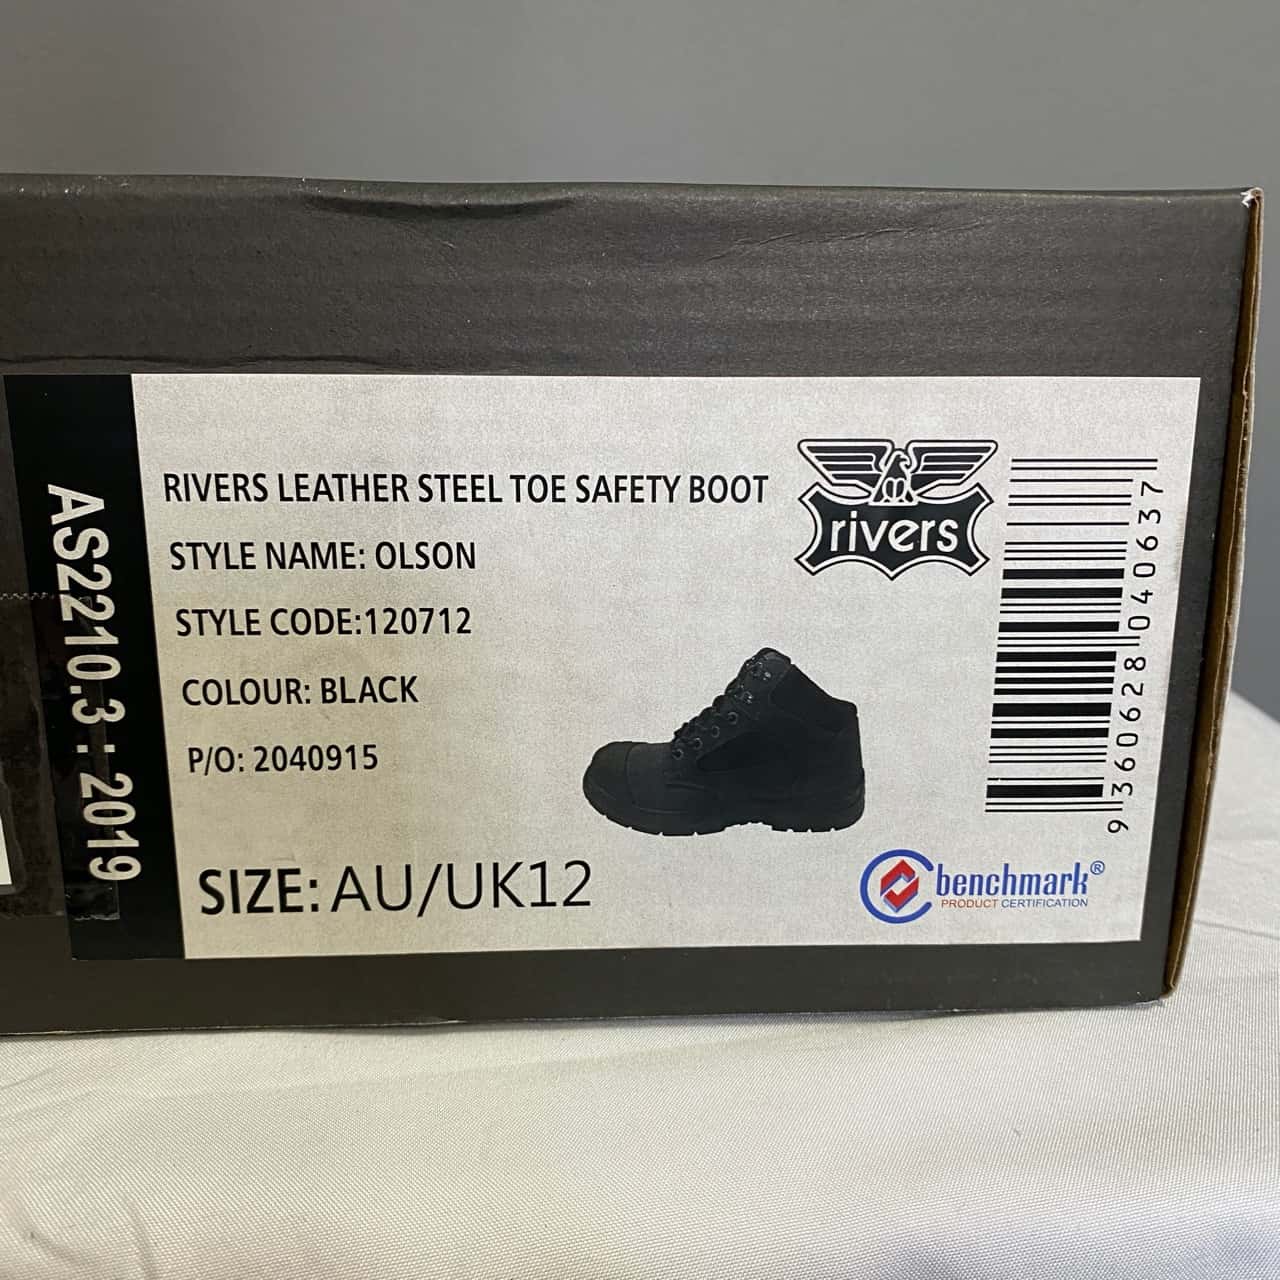 AS2210.3 : 2019
RIVERS LEATHER STEEL TOE SAFETY BOOT
STYLE NAME: OLSON
STYLE CODE:120712
COLOUR: BLACK
P/O: 2040915
SIZE: AU/UK12
rivers
9 360628 040637
benchmark®
PRODUCT CERTIFICATION